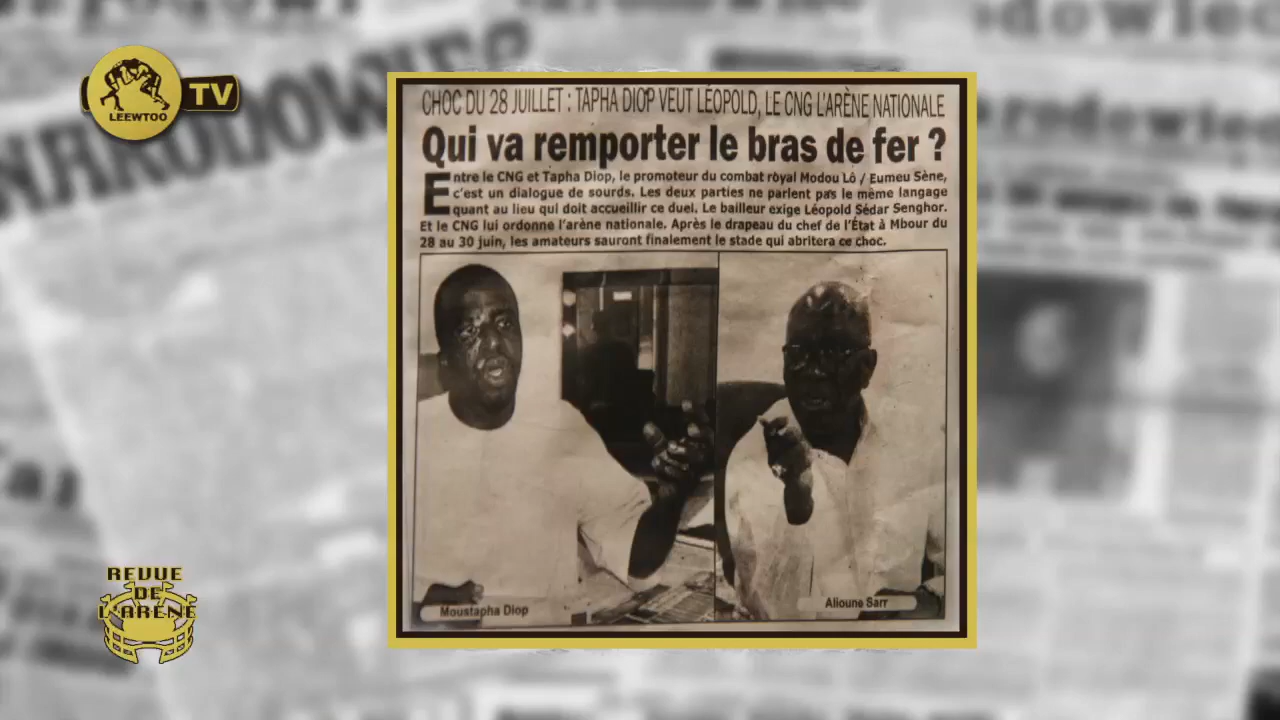 LEEWTOO
TV
NARODOWIEC
CHOC DU 28 JUILLET : TAPHA DIOP VEUT LÉOPOLD, LE CNG L'ARÈNE NATIONALE
Qui va remporter le bras de fer ?
Entre le CNG et Tapha Diop, le promoteur du combat royal Modou Lô / Eumeu Sène,
c'est un dialogue de sourds. Les deux parties ne parlent pas le même langage
quant au lieu qui doit accueillir ce duel. Le bailleur exige Léopold Sédar Senghor.
Et le CNG lui ordonne l'arène nationale. Après le drapeau du chef de l'État à Mbour du
28 au 30 juin, les amateurs sauront finalement le stade qui abritera ce choc.
Moustapha Diop
Alioune Sarr
REVUE
DE
L'ARÈNE